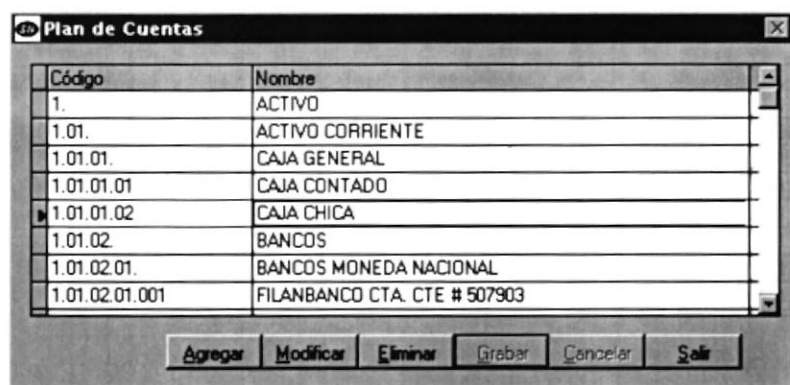 Plan de Cuentas
Código Nombre
1. ACTIVO
1.01. ACTIVO CORRIENTE
1.01.01. CAJA GENERAL
1.01.01.01 CAJA CONTADO
1.01.01.02 CAJA CHICA
1.01.02. BANCOS
1.01.02.01. BANCOS MONEDA NACIONAL
1.01.02.01.001 FILANBANCO CTA. CTE # 507903
Agregar Modificar Eliminar Grabar Cancelar Salir